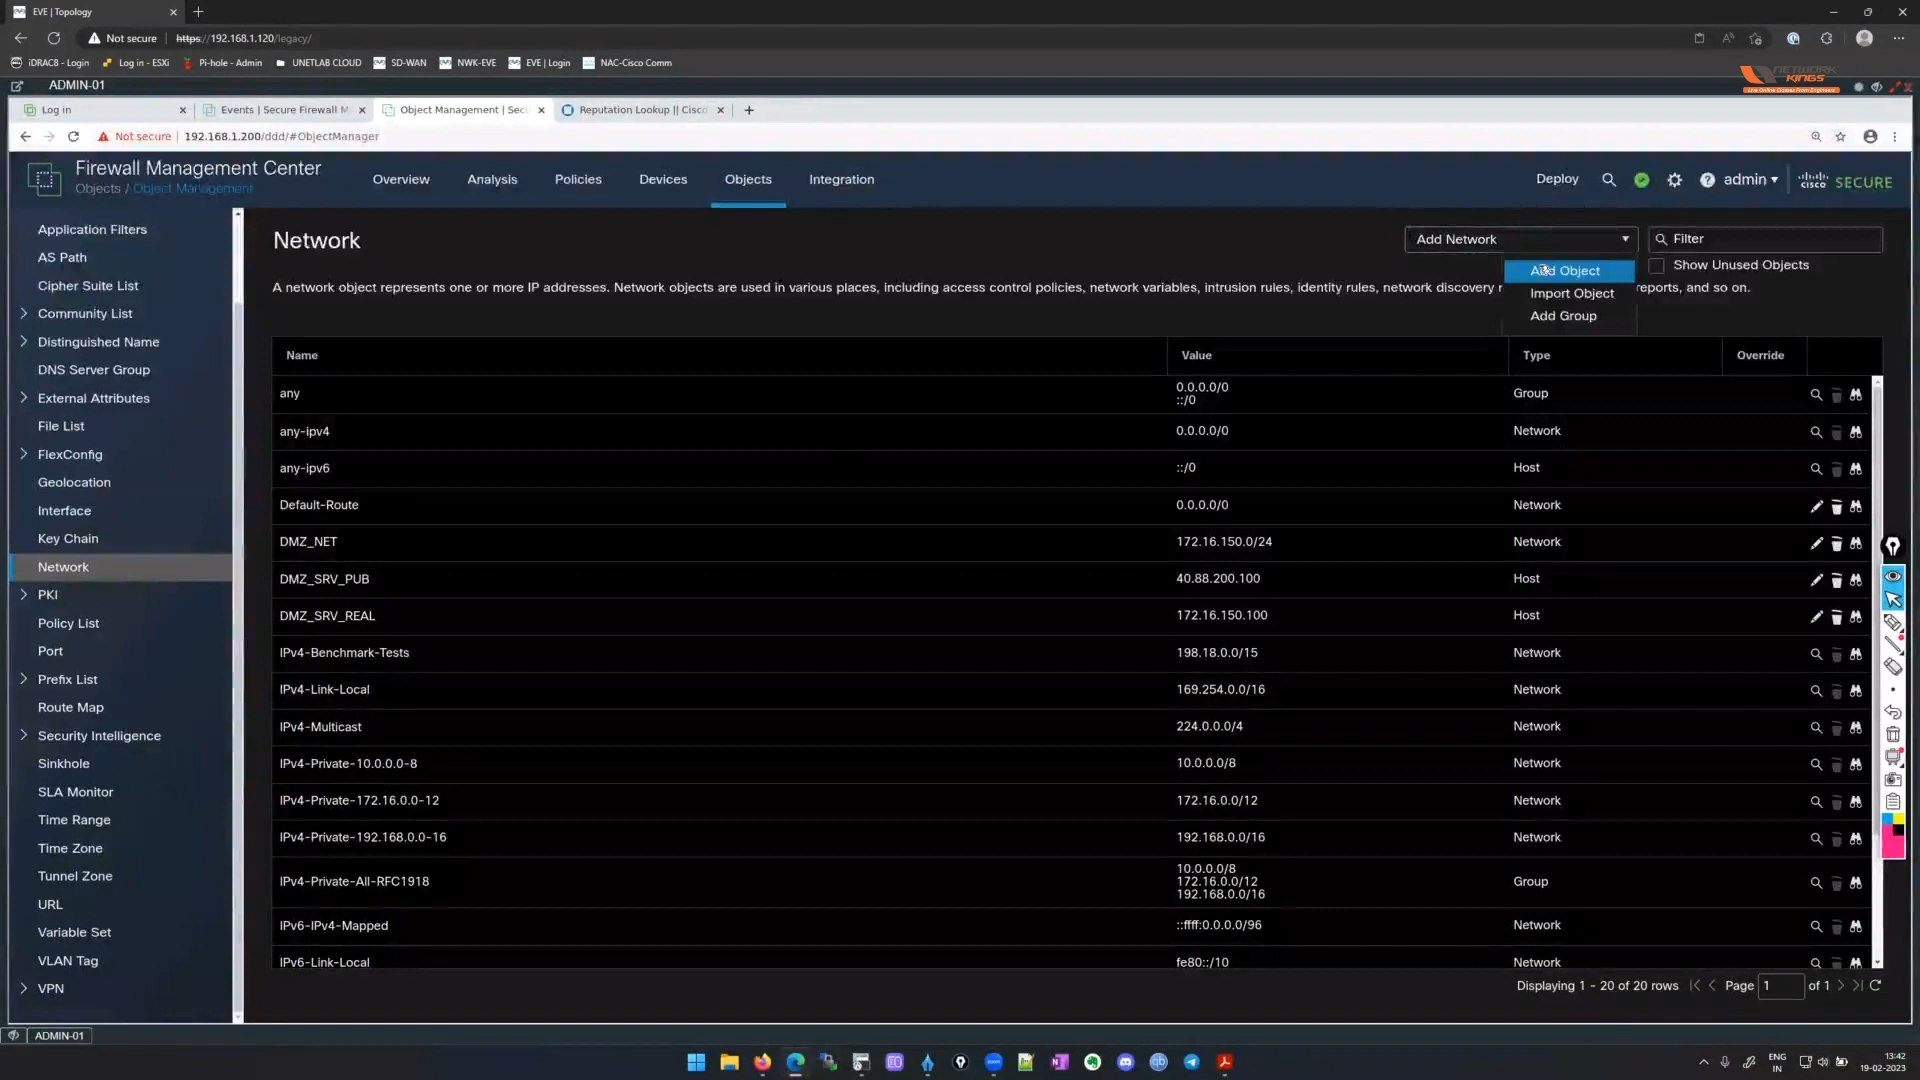 EVE | Topology
Not secure
https://192.168.1.120/legacy/
iDRAC8 - Login
Log in - ESXi
Pi-hole - Admin
UNETLAB CLOUD
SD-WAN
NWK-EVE
EVE | Login
NAC-Cisco Comm
NETWORK
KINGS
Live Online Classes From Engineers
ADMIN-01
Log in
Events | Secure Firewall M
Object Management | Secu
Reputation Lookup || Cisco
Not secure
192.168.1.200/ddd/#ObjectManager
Firewall Management Center
Objects / Object Management
Overview
Analysis
Policies
Devices
Objects
Integration
Deploy
admin
cisco SECURE
Application Filters
AS Path
Cipher Suite List
Community List
Distinguished Name
DNS Server Group
External Attributes
File List
FlexConfig
Geolocation
Interface
Key Chain
Network
PKI
Policy List
Port
Prefix List
Route Map
Security Intelligence
Sinkhole
SLA Monitor
Time Range
Time Zone
Tunnel Zone
URL
Variable Set
VLAN Tag
VPN
Network
Add Network
Filter
Add Object
Import Object
Add Group
Show Unused Objects
A network object represents one or more IP addresses. Network objects are used in various places, including access control policies, network variables, intrusion rules, identity rules, network discovery r reports, and so on.
Name Value Type Override
any 0.0.0.0/0 Group
::/0
any-ipv4 0.0.0.0/0 Network
any-ipv6 ::/0 Host
Default-Route 0.0.0.0/0 Network
DMZ_NET 172.16.150.0/24 Network
DMZ_SRV_PUB 40.88.200.100 Host
DMZ_SRV_REAL 172.16.150.100 Host
IPv4-Benchmark-Tests 198.18.0.0/15 Network
IPv4-Link-Local 169.254.0.0/16 Network
IPv4-Multicast 224.0.0.0/4 Network
IPv4-Private-10.0.0.0-8 10.0.0.0/8 Network
IPv4-Private-172.16.0.0-12 172.16.0.0/12 Network
IPv4-Private-192.168.0.0-16 192.168.0.0/16 Network
10.0.0.0/8
IPv4-Private-All-RFC1918 172.16.0.0/12 Group
192.168.0.0/16
IPv6-IPv4-Mapped ::ffff:0.0.0.0/96 Network
IPv6-Link-Local fe80::/10 Network
Displaying 1 - 20 of 20 rows Page 1 of 1
ADMIN-01
ENG
IN
13:42
19-02-2023